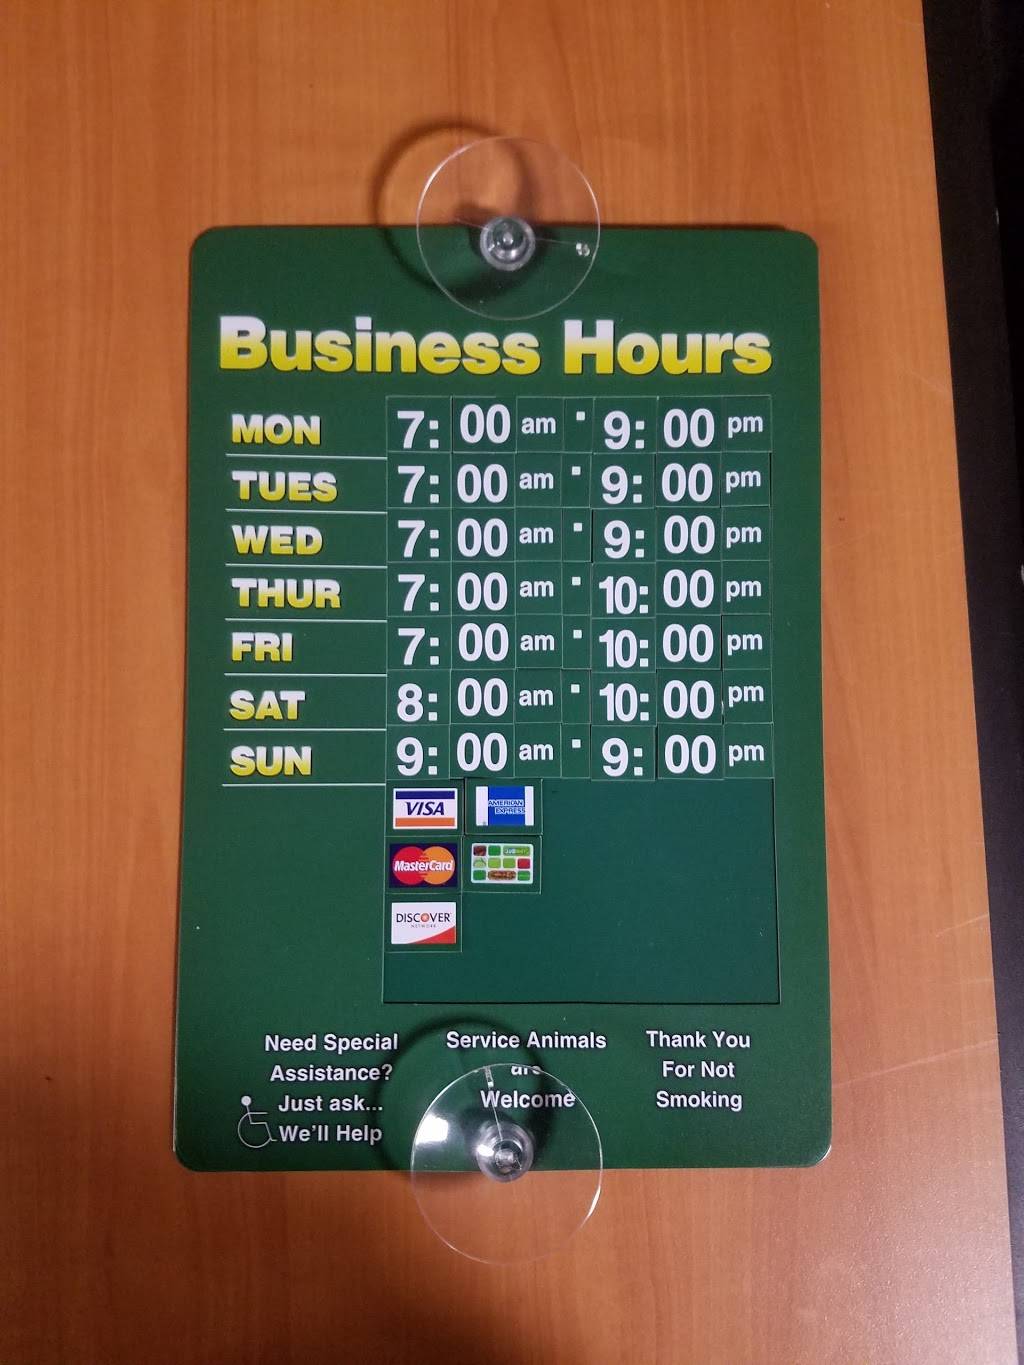 Business Hours
MON 7:00 am - 9:00 pm
TUES 7:00 am - 9:00 pm
WED 7:00 am - 9:00 pm
THUR 7:00 am - 10:00 pm
FRI 7:00 am - 10:00 pm
SAT 8:00 am - 10:00 pm
SUN 9:00 am - 9:00 pm
VISA AMERICAN EXPRESS
MasterCard SUBWAY
DISCOVER
NETWORK
Need Special
Assistance?
Just ask...
We'll Help
Service Animals
are
Welcome
Thank You
For Not
Smoking